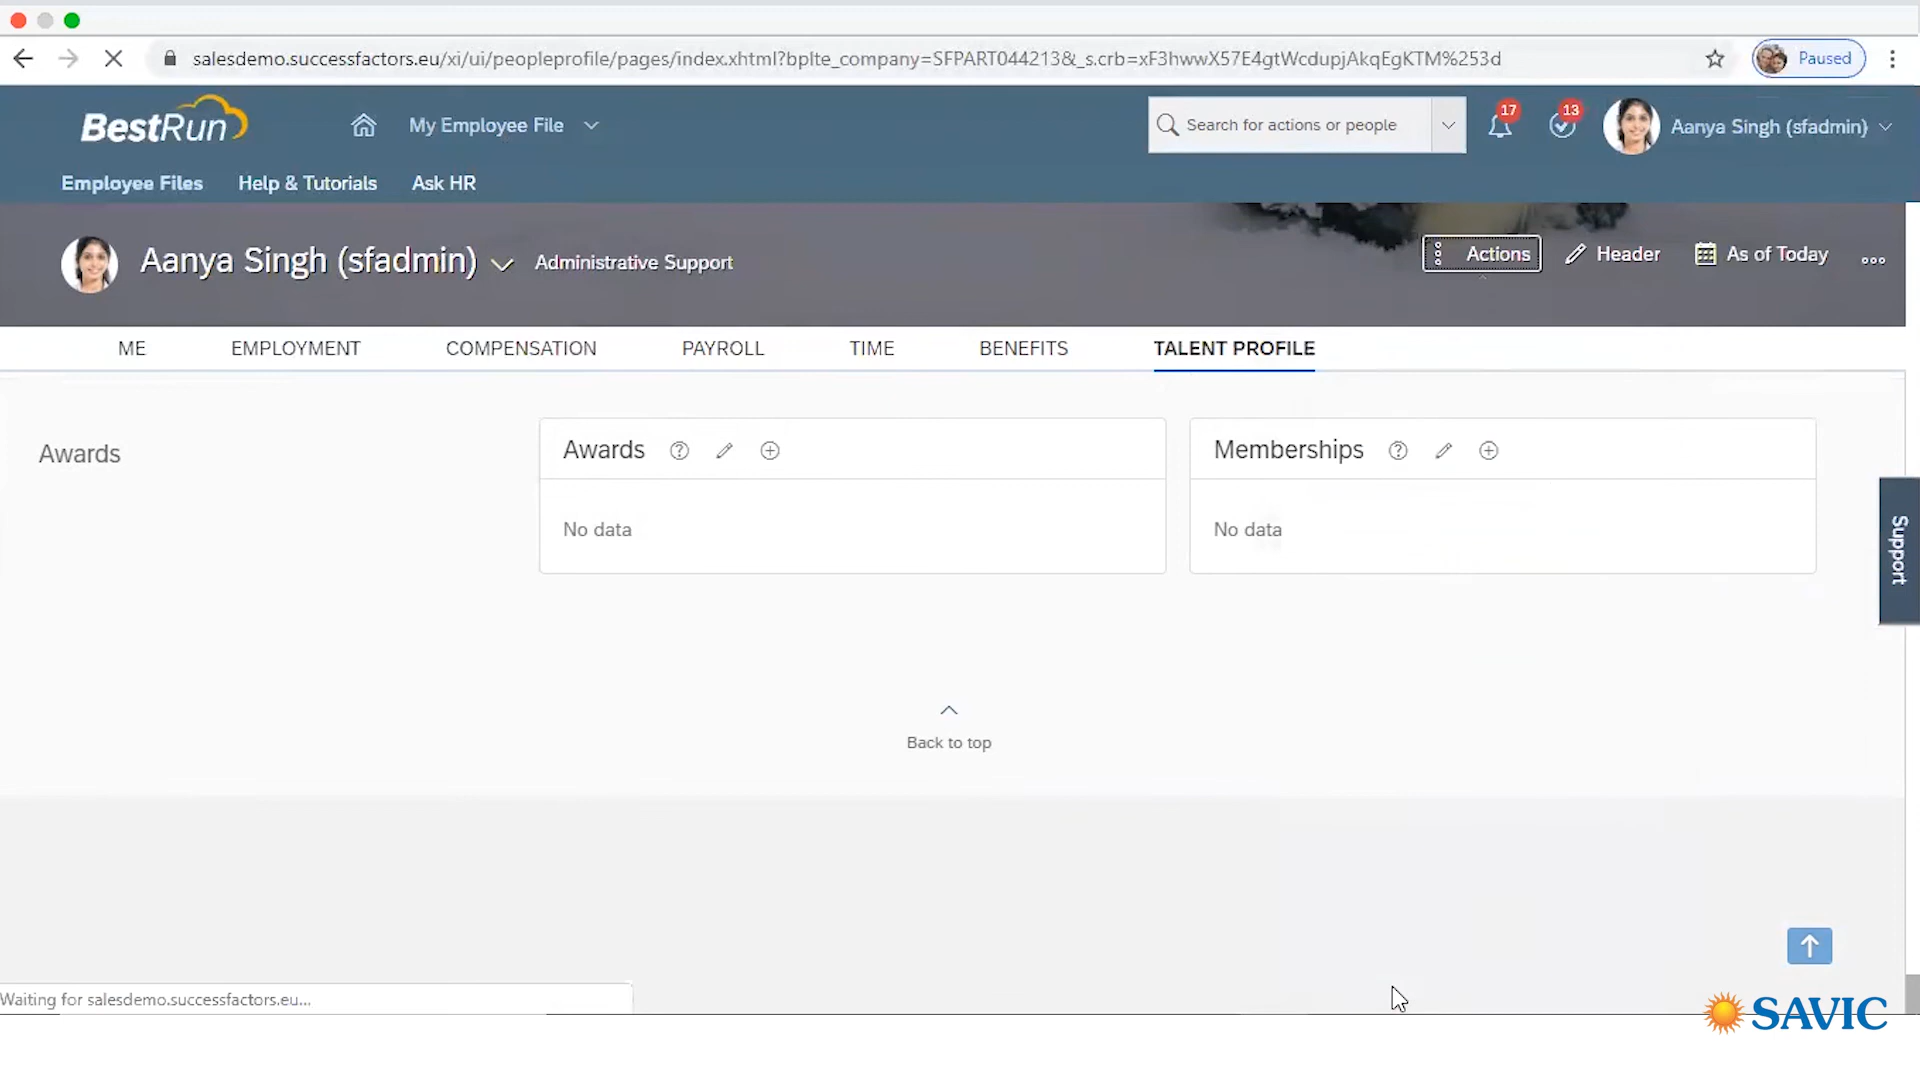 salesdemo.successfactors.eu/xi/ui/peopleprofile/pages/index.xhtml?bplte_company=SFPART044213&_s.crb=xF3hwwX57E4gtWcdupjAkqEgKTM%253d
Paused
BestRun
My Employee File
Search for actions or people
17
13
Aanya Singh (sfadmin)
Employee Files
Help & Tutorials
Ask HR
Aanya Singh (sfadmin)
Administrative Support
Actions
Header
As of Today
ME
EMPLOYMENT
COMPENSATION
PAYROLL
TIME
BENEFITS
TALENT PROFILE
Awards
Awards
Memberships
No data
No data
Support
Back to top
Waiting for salesdemo.successfactors.eu...
SAVIC